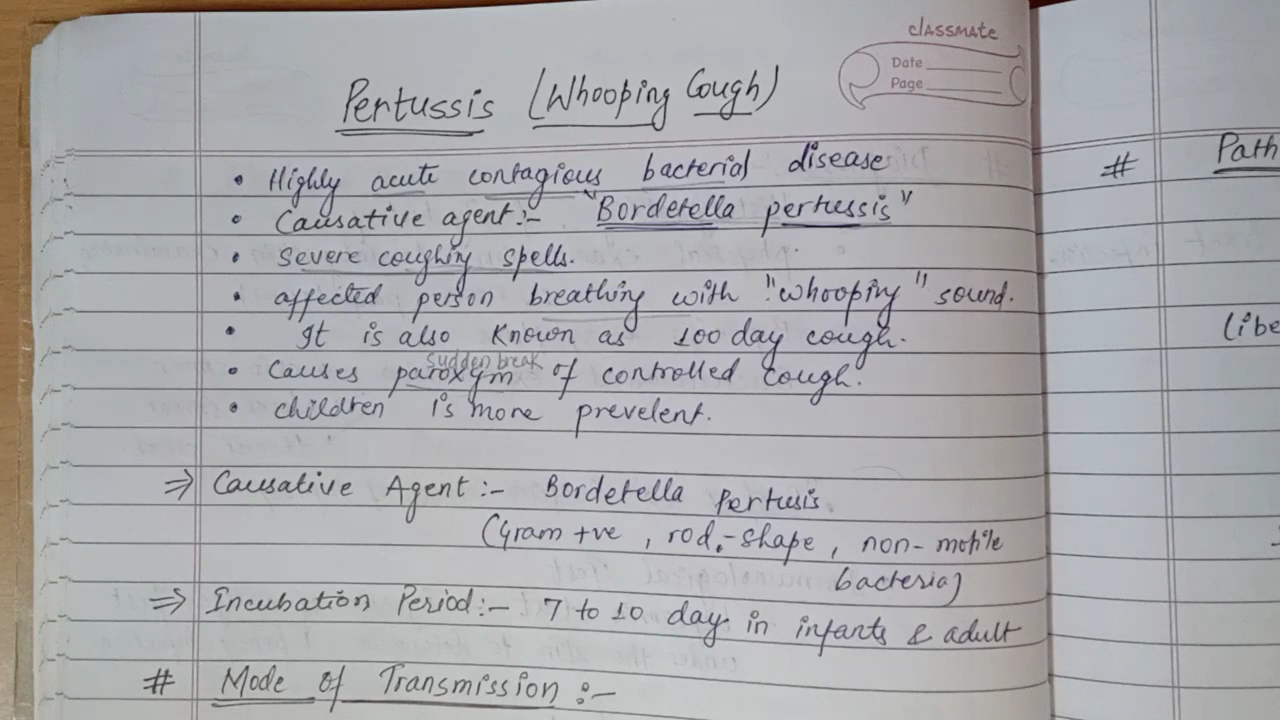 classmate
Date
Page
Pertussis (Whooping Cough)
• Highly acute contagious bacterial disease
• Causative agent:- "Bordetella pertussis"
• Severe coughing spells.
• affected person breathing with "whooping" sound.
• It is also known as 100 day cough.
sudden break
• Causes paroxym of controlled cough.
• children is more prevelent.
⇒ Causative Agent:- Bordetella Pertusis.
(Gram +ve, rod-shape, non-motile
bacteria)
⇒ Incubation Period:- 7 to 10 day in infants & adult
# Mode of Transmission:-
# Path
(ibe